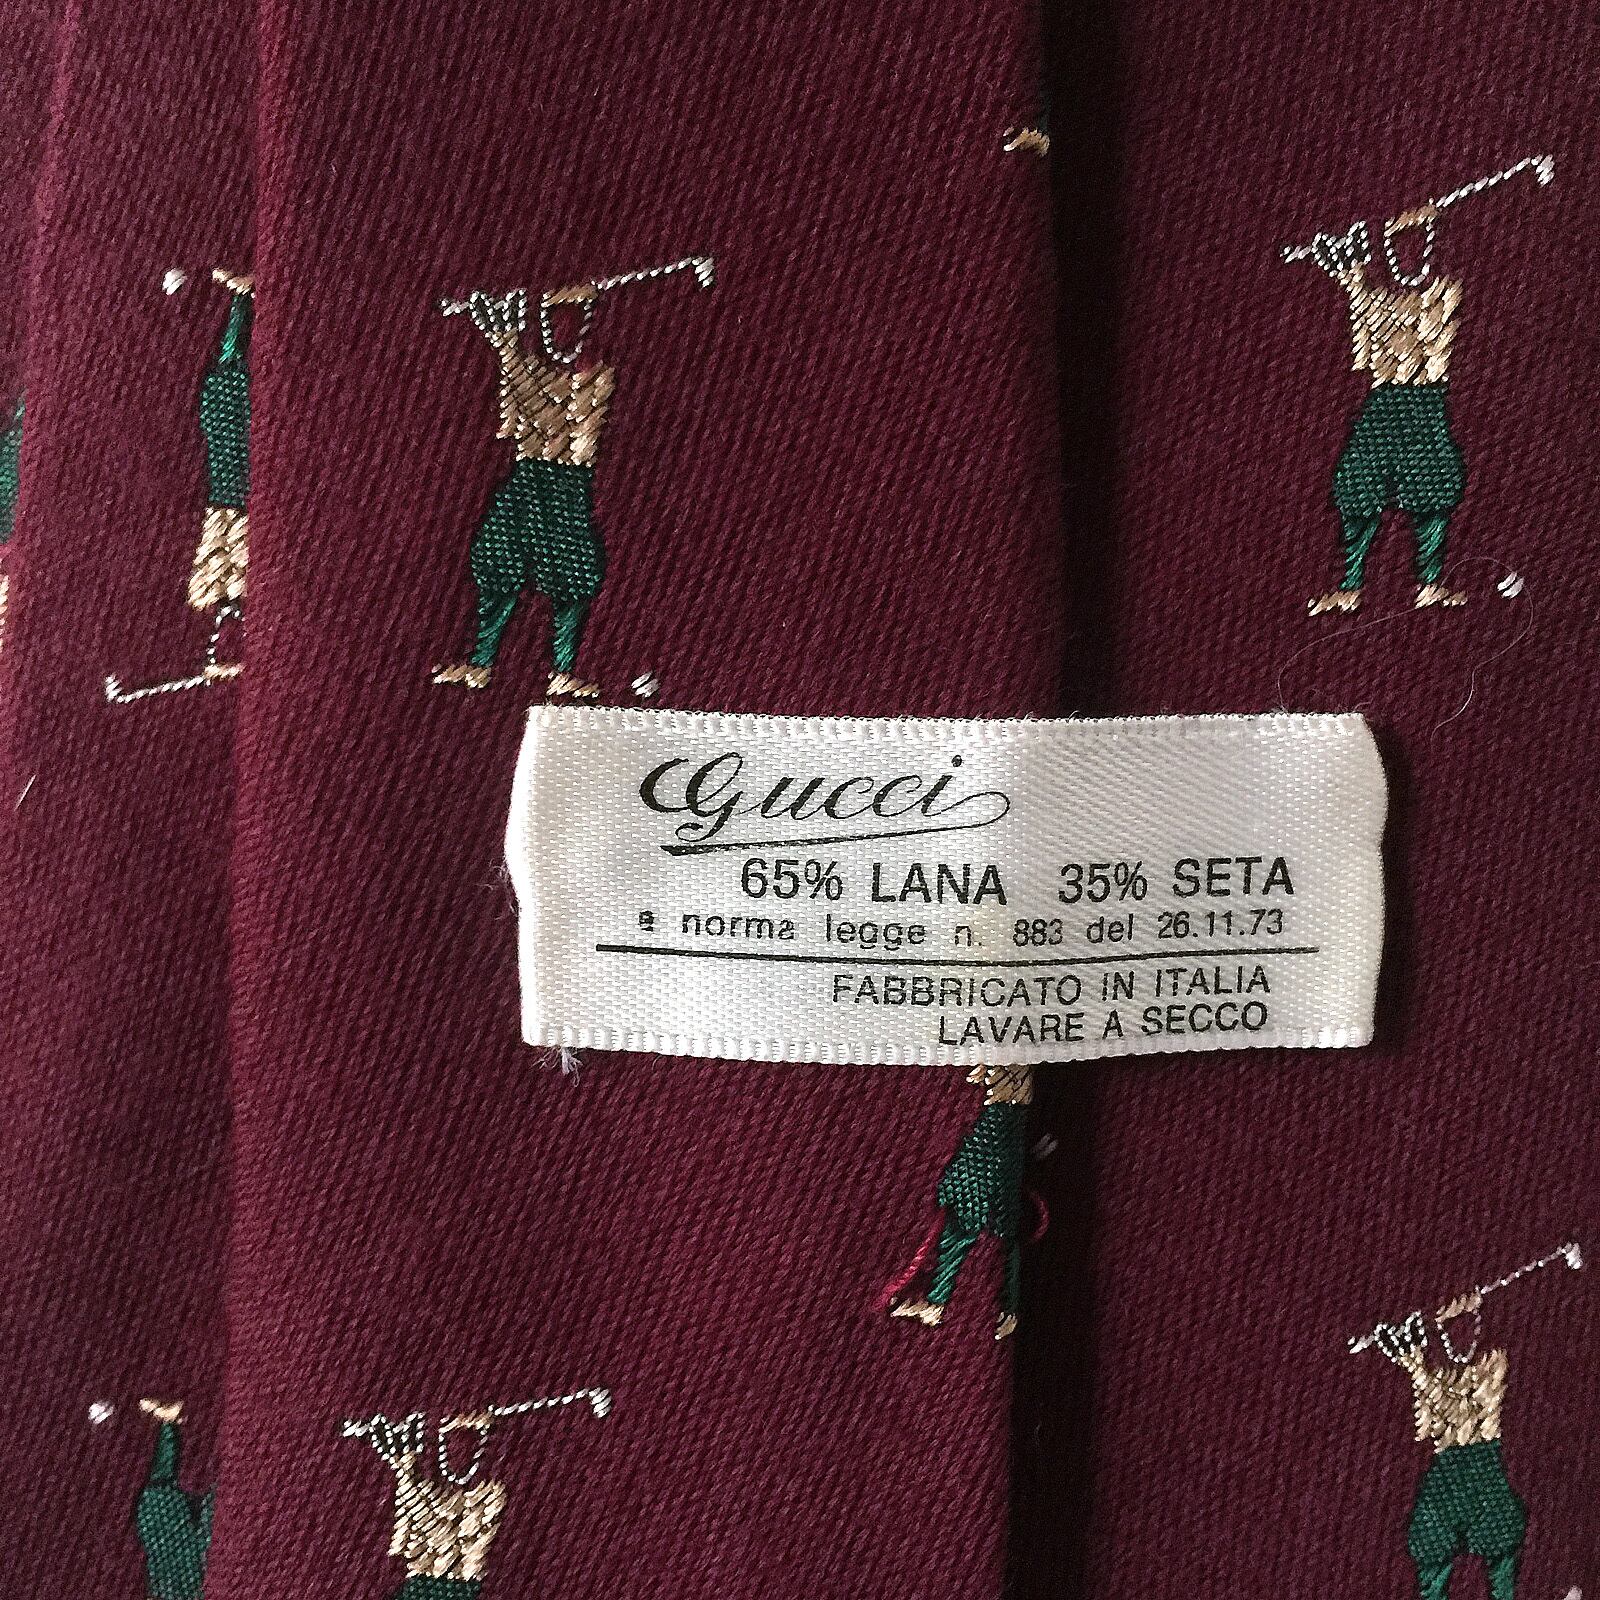 Gucci
65% LANA 35% SETA
a norma legge n. 883 del 26.11.73
FABBRICATO IN ITALIA
LAVARE A SECCO